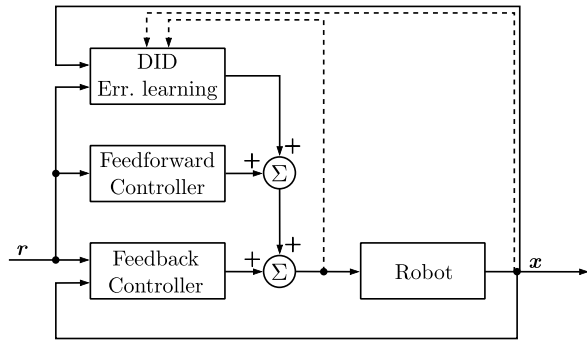 DID
Err. learning
+
Feedforward
Controller
+
Σ
+
r
Feedback
Controller
+
Σ
Robot
x